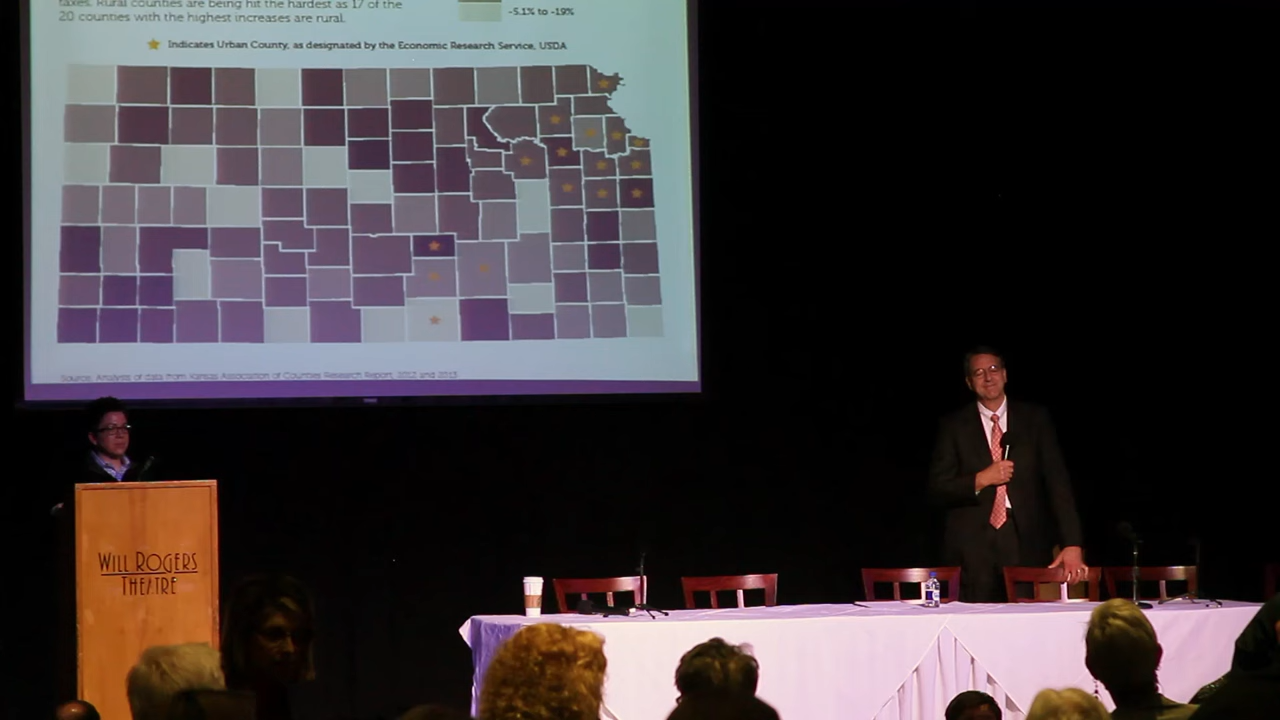 taxes. Rural counties are being hit the hardest as 17 of the
20 counties with the highest increases are rural.
-5.1% to -19%
Indicates Urban County, as designated by the Economic Research Service, USDA
Source: Analysis of data from Kansas Association of Counties Research Report, 2012 and 2013
WILL ROGERS
THEATRE